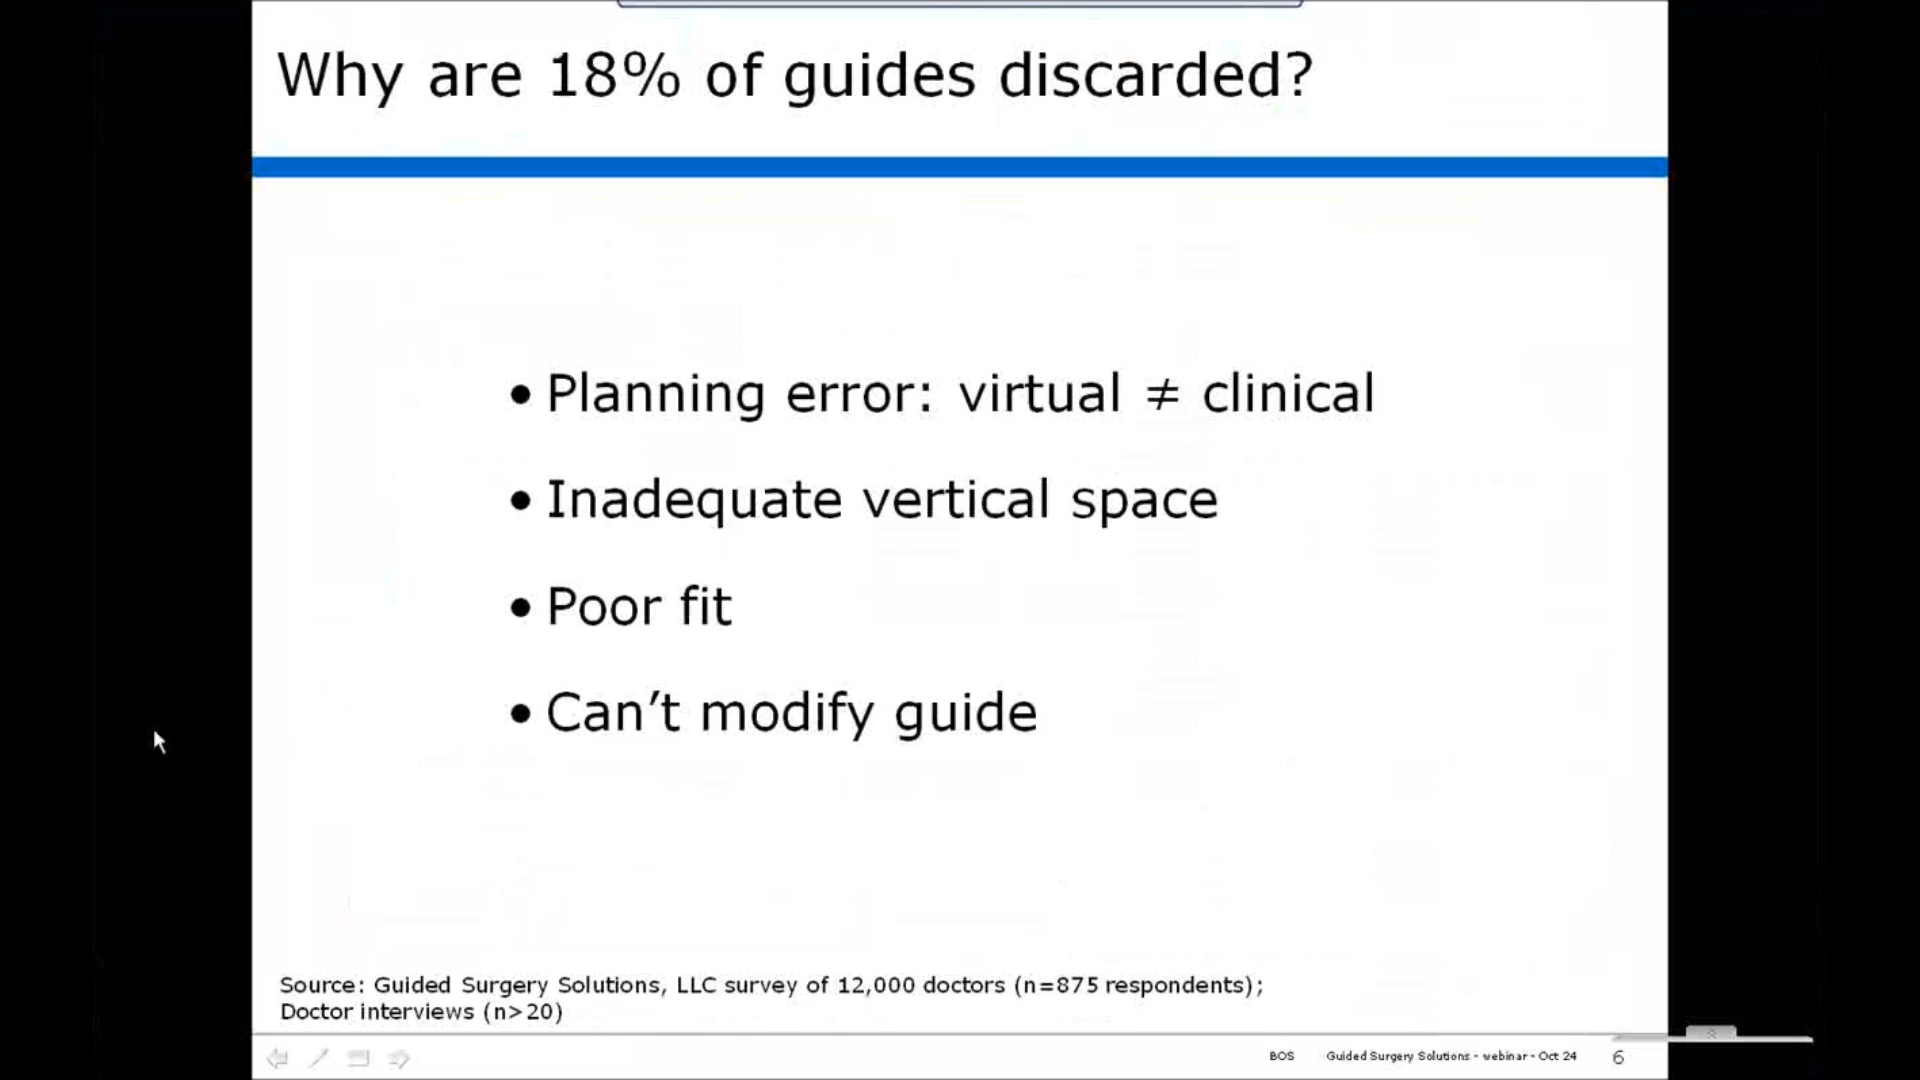 Why are 18% of guides discarded?
• Planning error: virtual ≠ clinical
• Inadequate vertical space
• Poor fit
• Can’t modify guide
Source: Guided Surgery Solutions, LLC survey of 12,000 doctors (n=875 respondents);
Doctor interviews (n>20)
BOS Guided Surgery Solutions - webinar - Oct 24 6